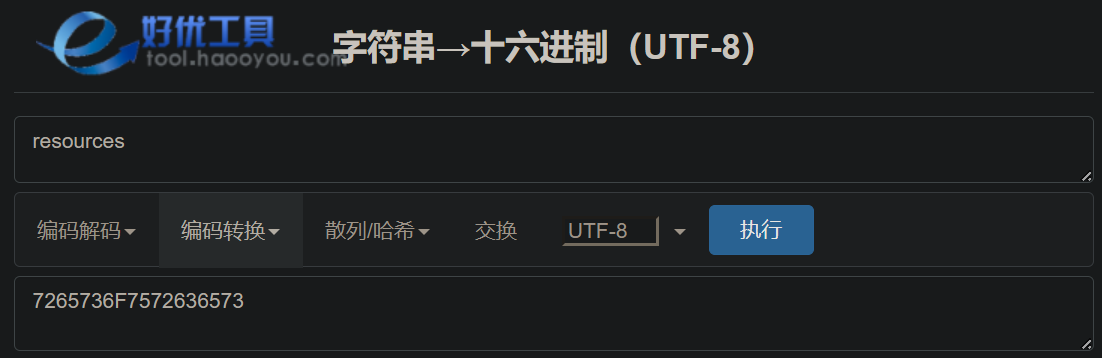 好优工具
tool.haooyou.com
字符串→十六进制（UTF-8）
resources
编码解码 编码转换 散列/哈希 交换 UTF-8 执行
7265736F7572636573